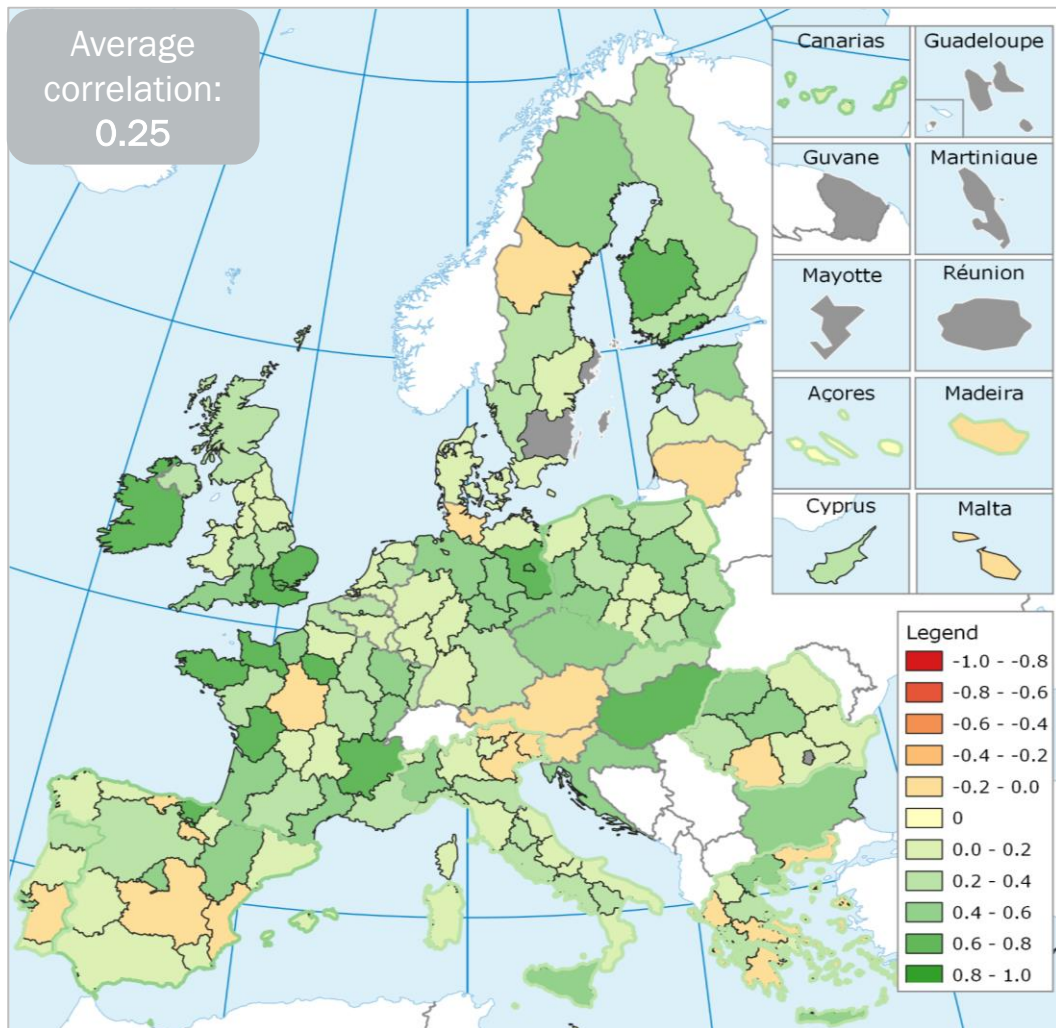 Average
correlation:
0.25
Canarias
Guadeloupe
Guyane
Martinique
Mayotte
Réunion
Açores
Madeira
Cyprus
Malta
Legend
-1.0 - -0.8
-0.8 - -0.6
-0.6 - -0.4
-0.4 - -0.2
-0.2 - 0.0
0
0.0 - 0.2
0.2 - 0.4
0.4 - 0.6
0.6 - 0.8
0.8 - 1.0